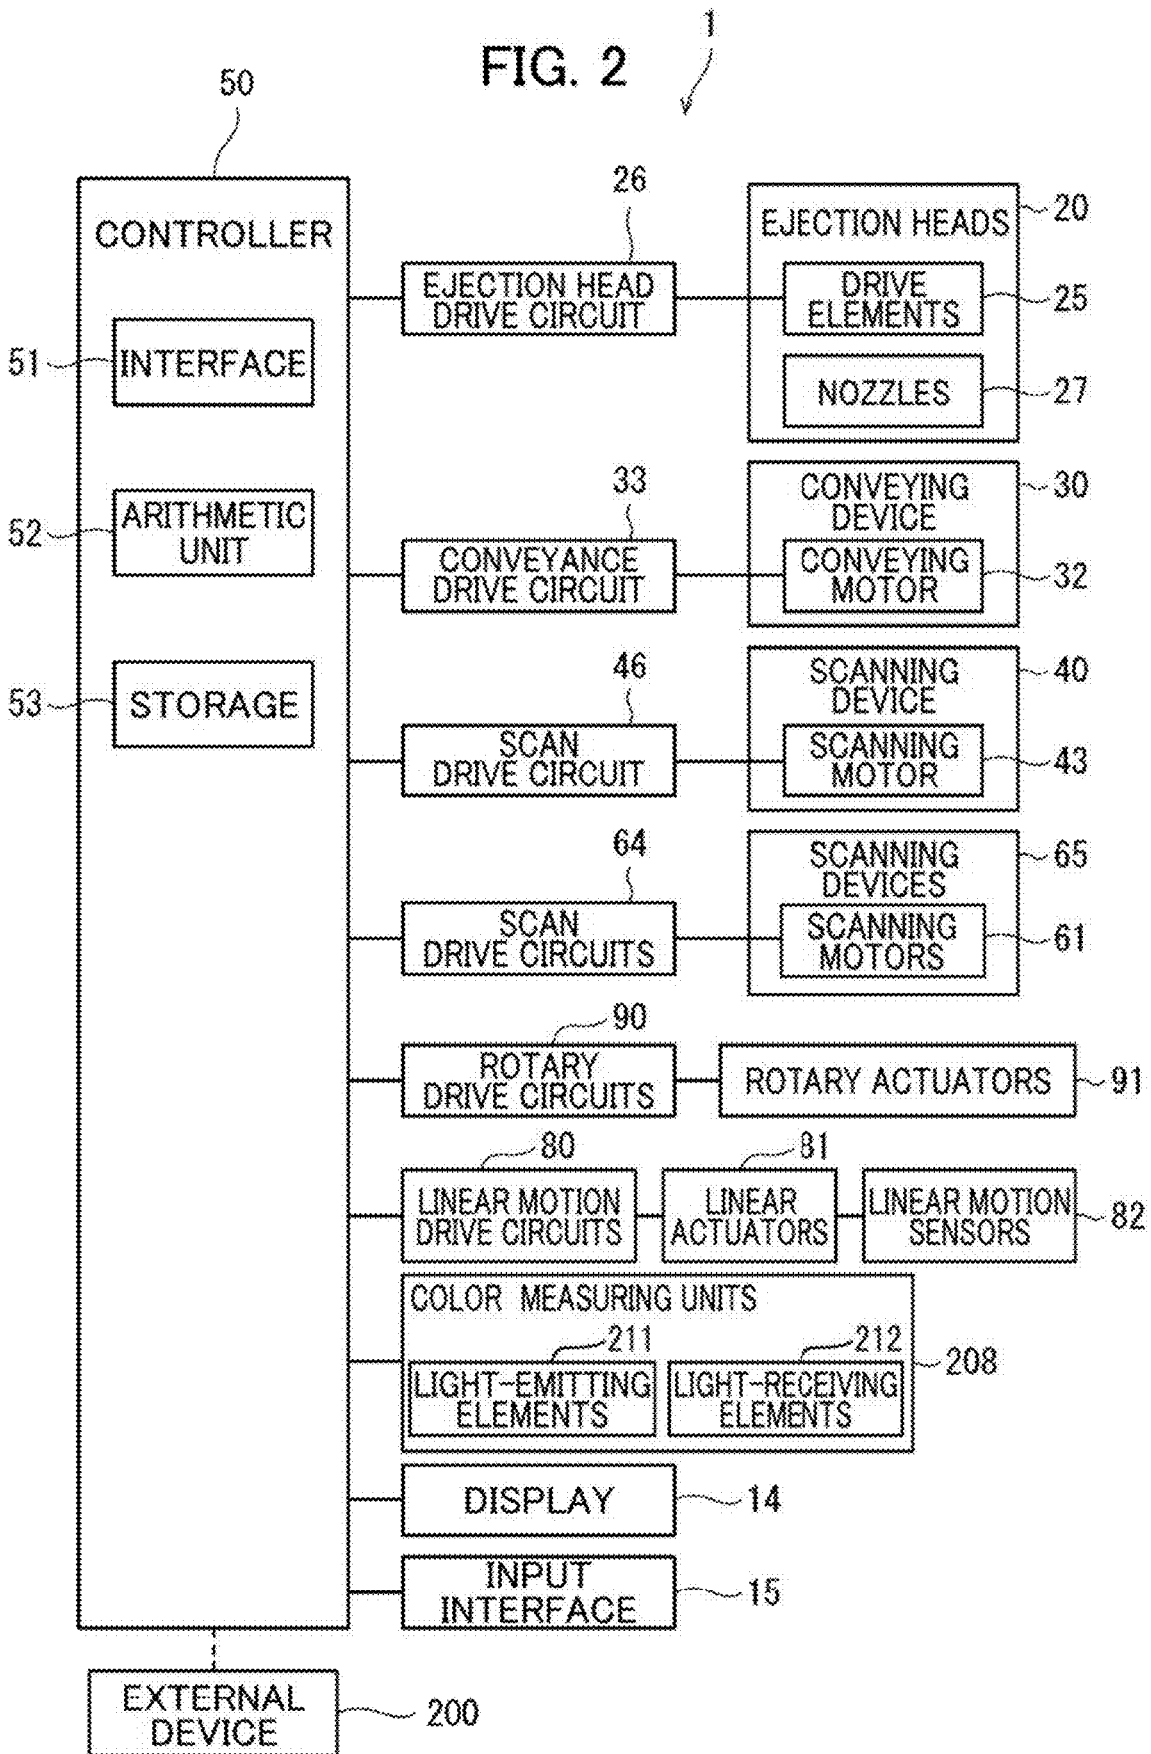 FIG. 2
1
50
CONTROLLER
51
INTERFACE
52
ARITHMETIC
UNIT
53
STORAGE
26
EJECTION HEAD
DRIVE CIRCUIT
20
EJECTION HEADS
DRIVE
ELEMENTS
25
NOZZLES
27
33
CONVEYANCE
DRIVE CIRCUIT
30
CONVEYING
DEVICE
CONVEYING
MOTOR
32
46
SCAN
DRIVE CIRCUIT
40
SCANNING
DEVICE
SCANNING
MOTOR
43
64
SCAN
DRIVE CIRCUITS
65
SCANNING
DEVICES
SCANNING
MOTORS
61
90
ROTARY
DRIVE CIRCUITS
ROTARY ACTUATORS
91
80
LINEAR MOTION
DRIVE CIRCUITS
81
LINEAR
ACTUATORS
LINEAR MOTION
SENSORS
82
COLOR MEASURING UNITS
208
211
LIGHT-EMITTING
ELEMENTS
212
LIGHT-RECEIVING
ELEMENTS
DISPLAY
14
INPUT
INTERFACE
15
EXTERNAL
DEVICE
200